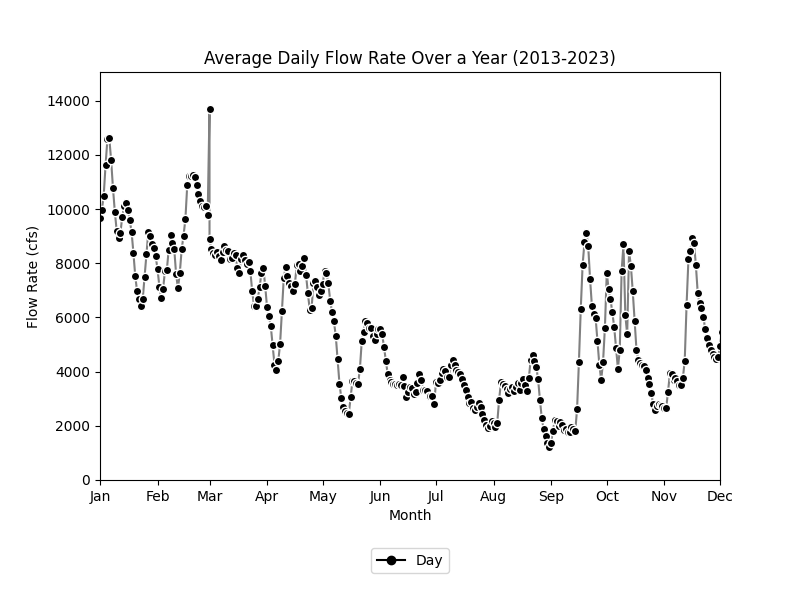 Average Daily Flow Rate Over a Year (2013-2023)
14000
12000
10000
8000
6000
4000
2000
0
Flow Rate (cfs)
Jan Feb Mar Apr May Jun Jul Aug Sep Oct Nov Dec
Month
Day